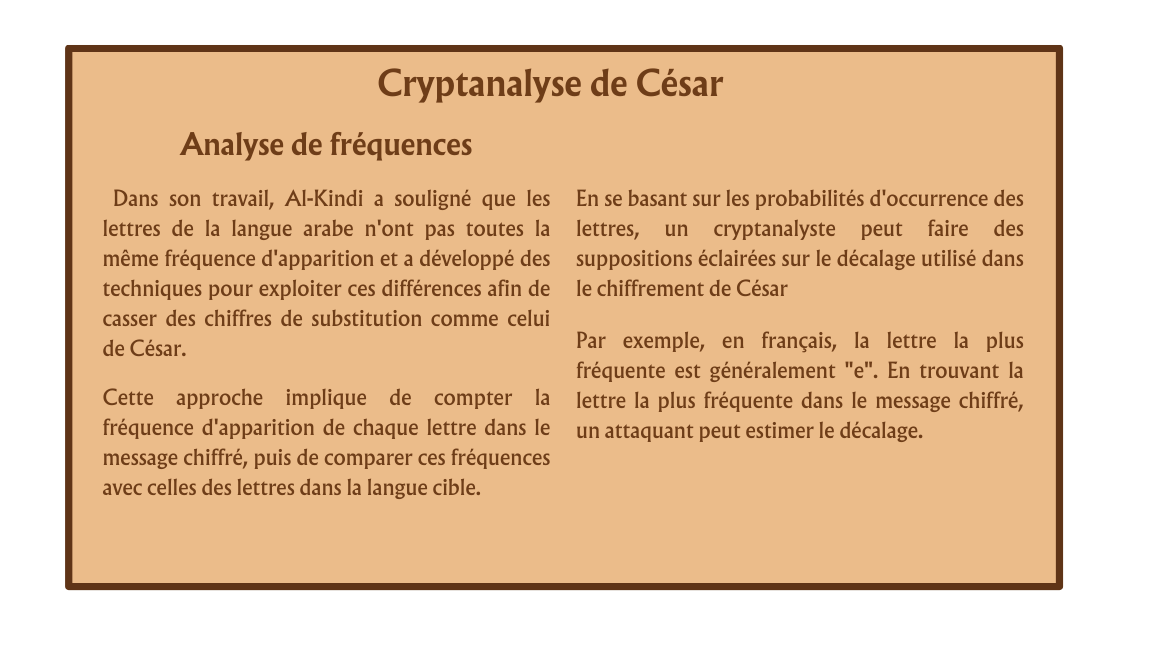 Cryptanalyse de César
Analyse de fréquences
Dans son travail, Al-Kindi a souligné que les
lettres de la langue arabe n'ont pas toutes la
même fréquence d'apparition et a développé des
techniques pour exploiter ces différences afin de
casser des chiffres de substitution comme celui
de César.
Cette approche implique de compter la
fréquence d'apparition de chaque lettre dans le
message chiffré, puis de comparer ces fréquences
avec celles des lettres dans la langue cible.
En se basant sur les probabilités d'occurrence des
lettres, un cryptanalyste peut faire des
suppositions éclairées sur le décalage utilisé dans
le chiffrement de César
Par exemple, en français, la lettre la plus
fréquente est généralement "e". En trouvant la
lettre la plus fréquente dans le message chiffré,
un attaquant peut estimer le décalage.